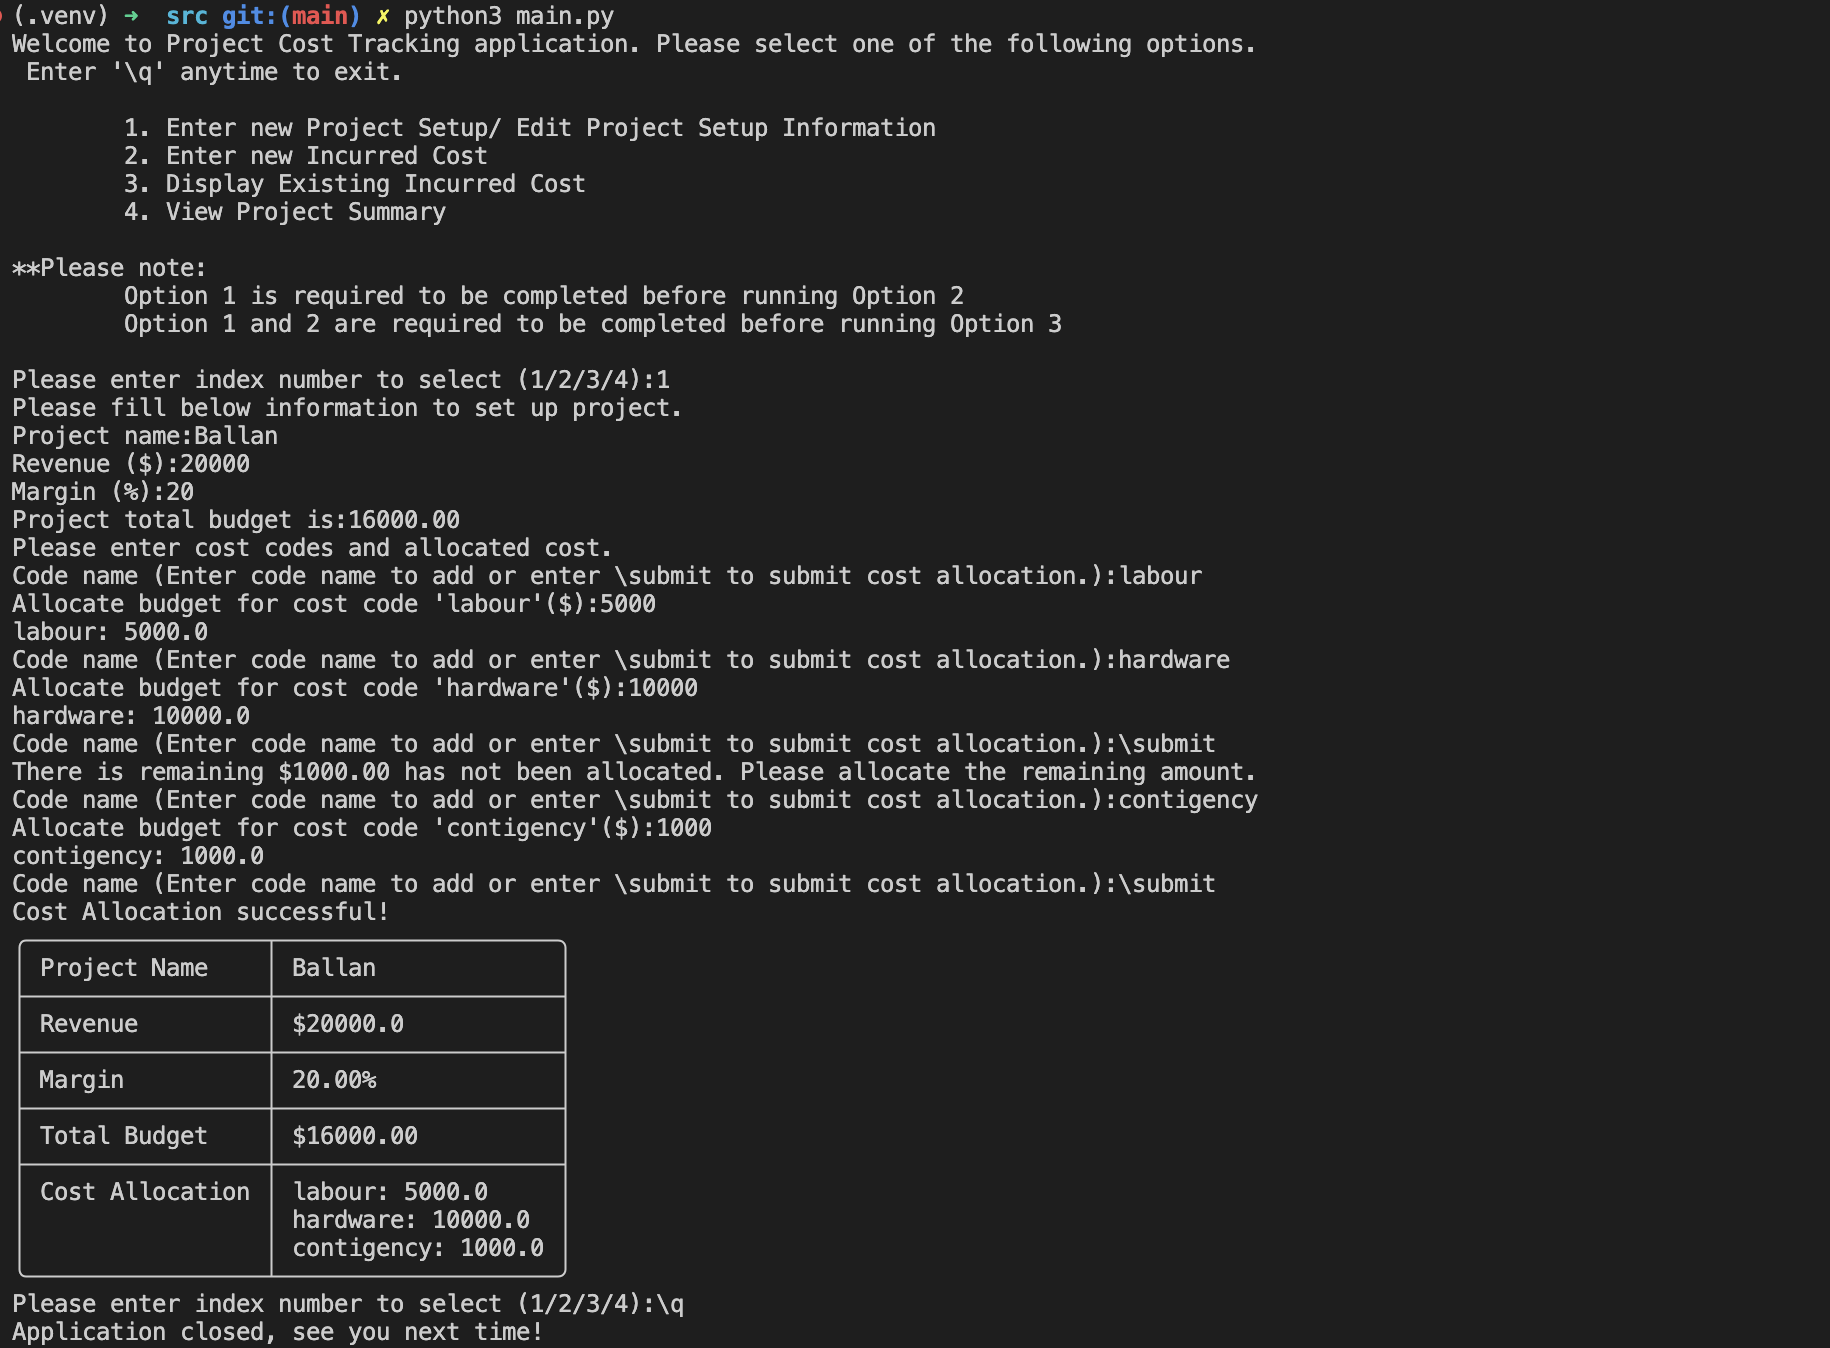 (.venv) ➜  src git:(main) ✗ python3 main.py
Welcome to Project Cost Tracking application. Please select one of the following options.
 Enter '\q' anytime to exit.
        1. Enter new Project Setup/ Edit Project Setup Information
        2. Enter new Incurred Cost
        3. Display Existing Incurred Cost
        4. View Project Summary
**Please note:
        Option 1 is required to be completed before running Option 2
        Option 1 and 2 are required to be completed before running Option 3
Please enter index number to select (1/2/3/4):1
Please fill below information to set up project.
Project name:Ballan
Revenue ($):20000
Margin (%):20
Project total budget is:16000.00
Please enter cost codes and allocated cost.
Code name (Enter code name to add or enter \submit to submit cost allocation.):labour
Allocate budget for cost code 'labour'($):5000
labour: 5000.0
Code name (Enter code name to add or enter \submit to submit cost allocation.):hardware
Allocate budget for cost code 'hardware'($):10000
hardware: 10000.0
Code name (Enter code name to add or enter \submit to submit cost allocation.):\submit
There is remaining $1000.00 has not been allocated. Please allocate the remaining amount.
Code name (Enter code name to add or enter \submit to submit cost allocation.):contigency
Allocate budget for cost code 'contigency'($):1000
contigency: 1000.0
Code name (Enter code name to add or enter \submit to submit cost allocation.):\submit
Cost Allocation successful!
Project Name Ballan
Revenue $20000.0
Margin 20.00%
Total Budget $16000.00
Cost Allocation labour: 5000.0
hardware: 10000.0
contigency: 1000.0
Please enter index number to select (1/2/3/4):\q
Application closed, see you next time!